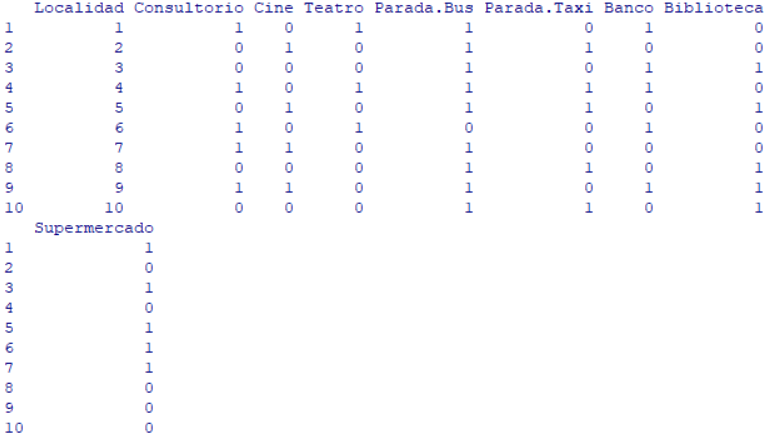 Localidad Consultorio Cine Teatro Parada.Bus Parada.Taxi Banco Biblioteca
1 1 1 0 1 1 0 1 0
2 2 0 1 0 1 1 0 0
3 3 0 0 0 1 0 1 1
4 4 1 0 1 1 1 1 0
5 5 0 1 0 1 1 0 1
6 6 1 0 1 0 0 1 0
7 7 1 1 0 1 0 0 0
8 8 0 0 0 1 1 0 1
9 9 1 1 0 1 0 1 1
10 10 0 0 0 1 1 0 1
Supermercado
1 1
2 0
3 1
4 0
5 1
6 1
7 1
8 0
9 0
10 0